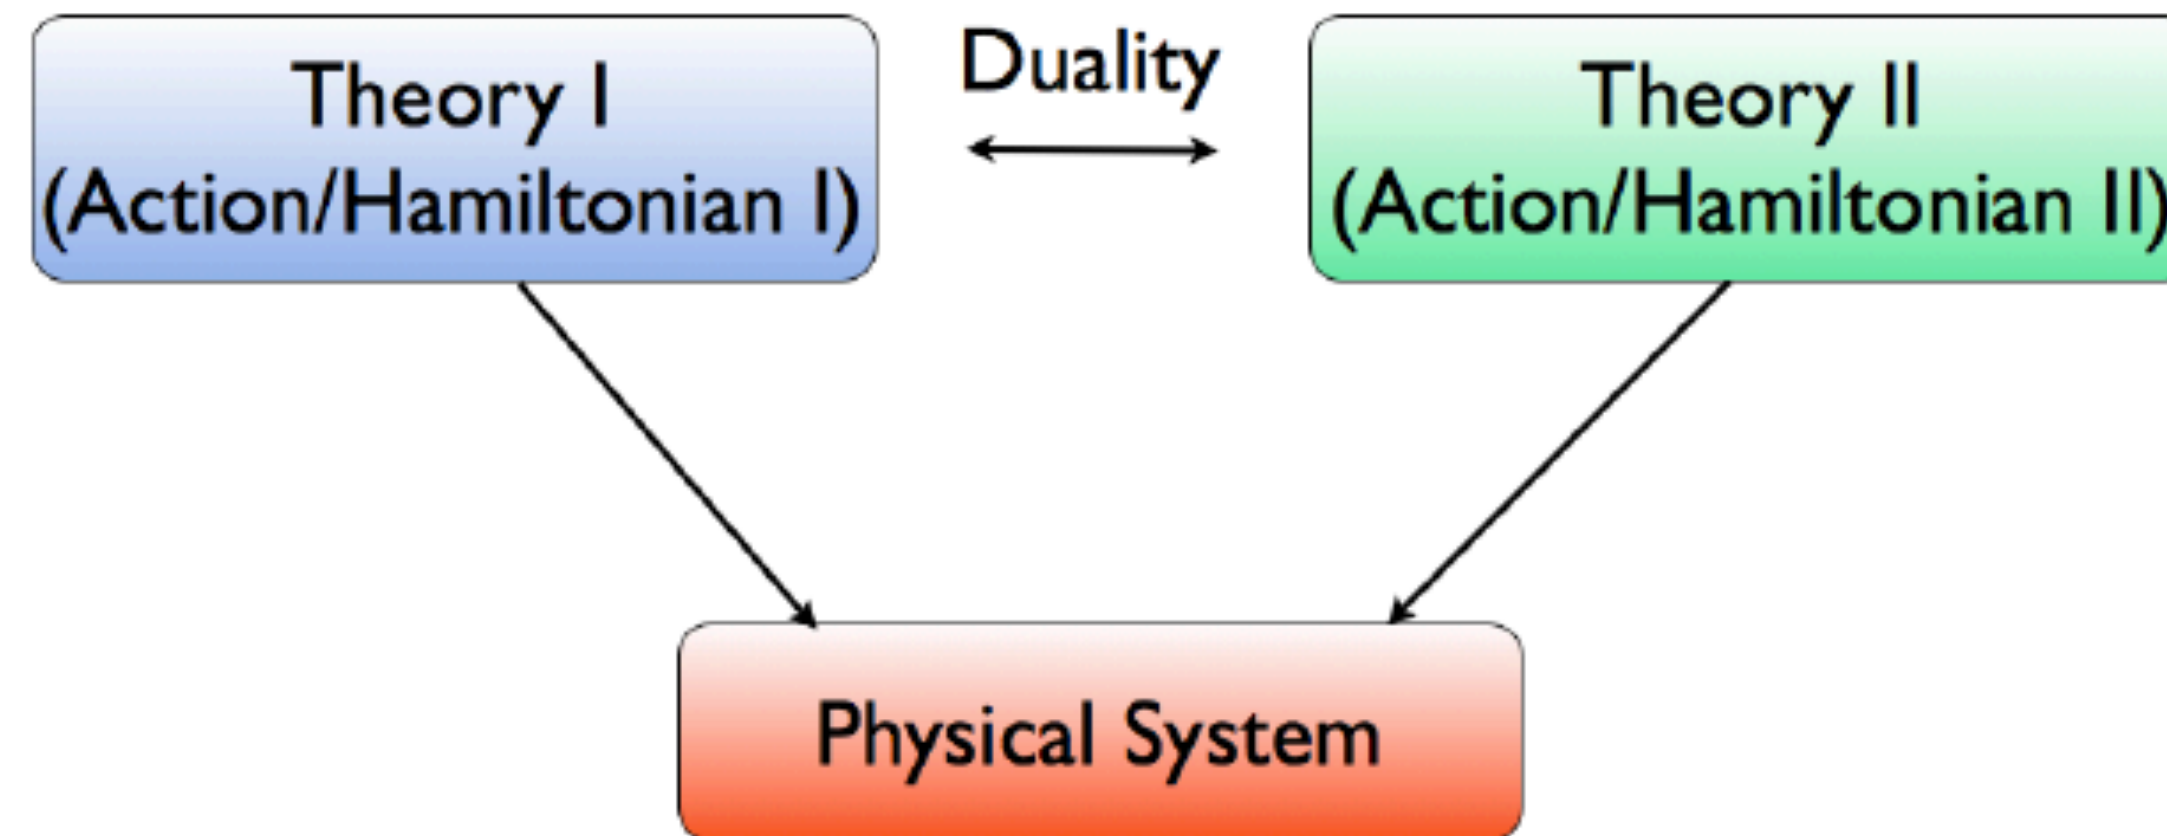 Theory I
(Action/Hamiltonian I)
Duality
Theory II
(Action/Hamiltonian II)
Physical System